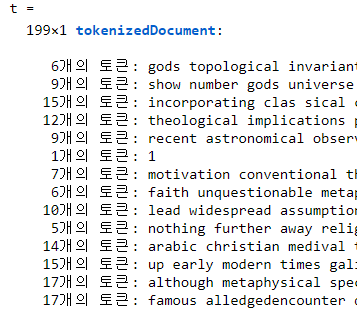 t =
199×1 tokenizedDocument:
6개의 토큰: gods topological invariant
9개의 토큰: show number gods universe
15개의 토큰: incorporating clas sical c
12개의 토큰: theological implications p
9개의 토큰: recent astronomical observ
1개의 토큰: 1
7개의 토큰: motivation conventional th
6개의 토큰: faith unquestionable metap
10개의 토큰: lead widespread assumption
5개의 토큰: nothing further away relig
14개의 토큰: arabic christian medival t
15개의 토큰: up early modern times gali
17개의 토큰: although metaphysical spec
17개의 토큰: famous alledgedencounter d